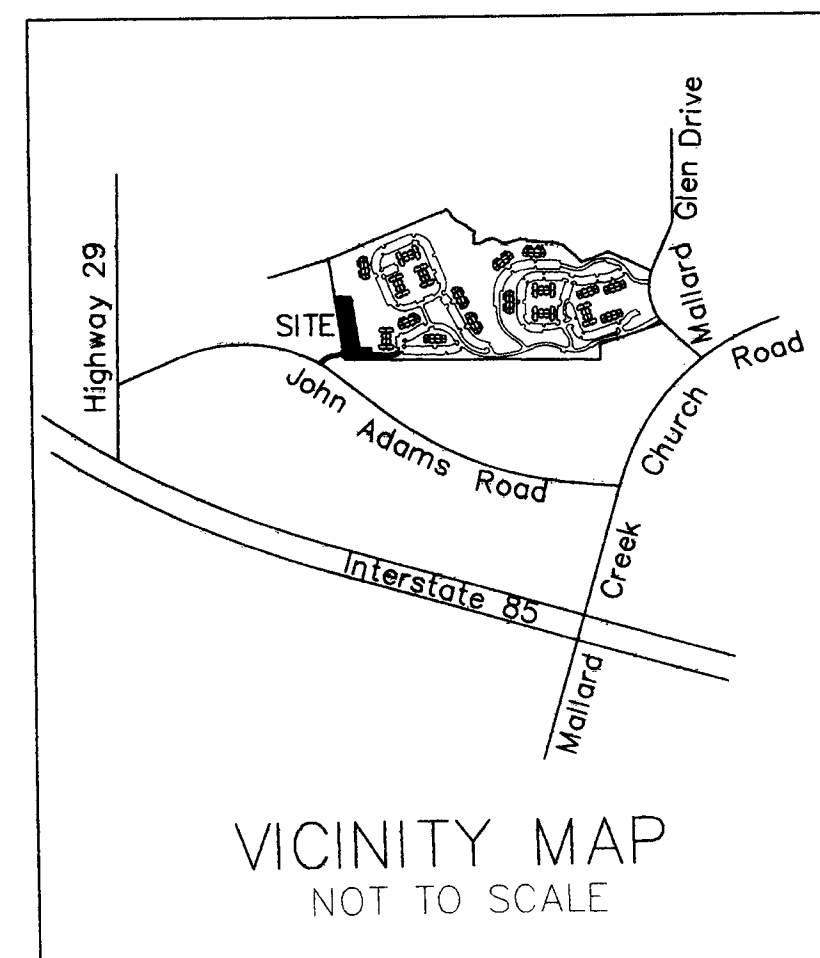 Mallard Glen Drive
Highway 29
SITE
John Adams Road
Mallard Creek Church Road
Interstate 85
VICINITY MAP
NOT TO SCALE